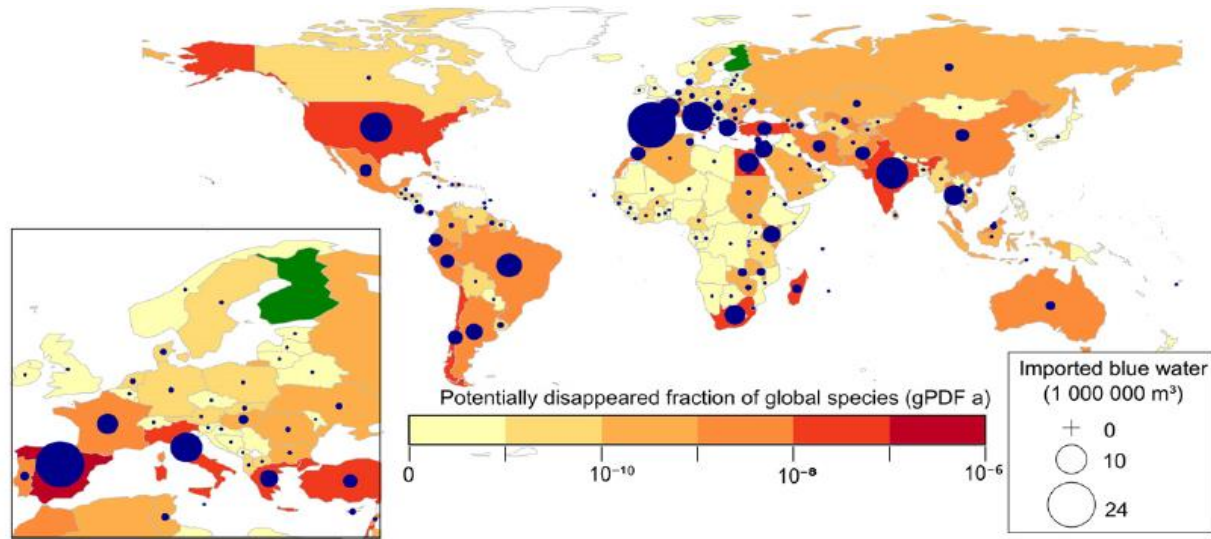 Potentially disappeared fraction of global species (gPDF a)
0 10⁻¹⁰ 10⁻⁸ 10⁻⁶
Imported blue water
(1 000 000 m³)
0
10
24